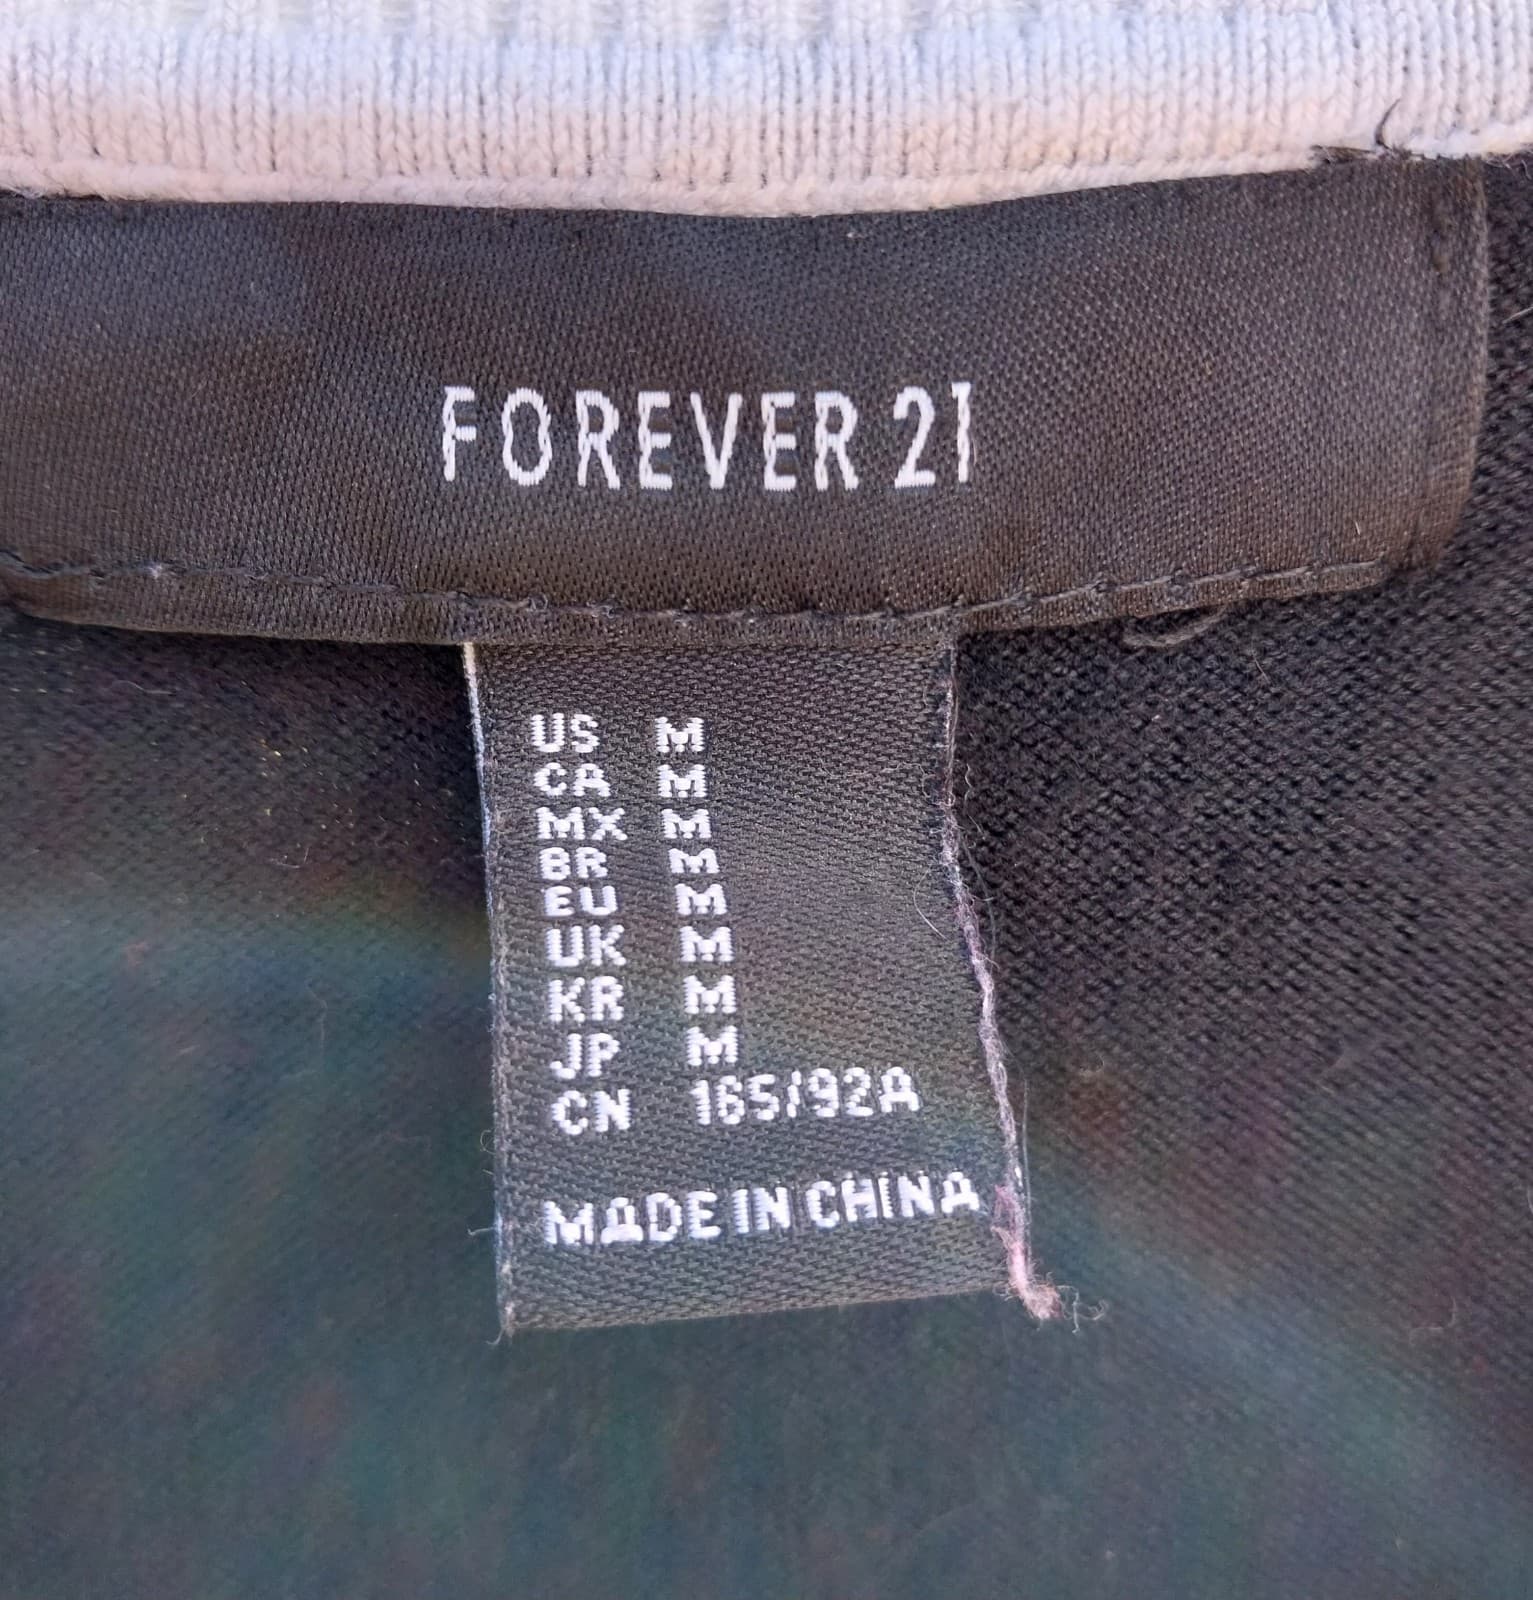 FOREVER 21
US M
CA M
MX M
BR M
EU M
UK M
KR M
JP M
CN 165/92A
MADE IN CHINA